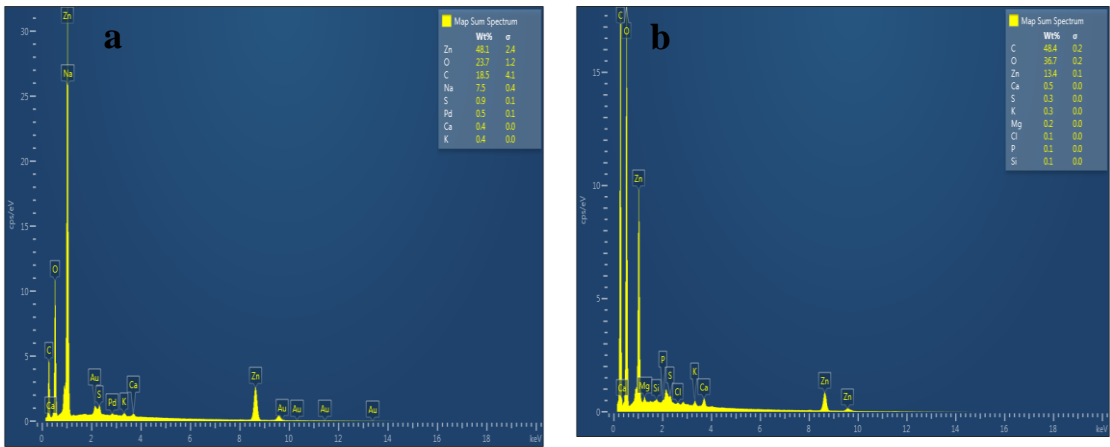 a
Map Sum Spectrum
Wt% σ
Zn 48.1 2.4
O 23.7 1.2
C 18.5 4.1
Na 7.5 0.4
S 0.9 0.1
Pd 0.5 0.1
Ca 0.4 0.0
K 0.4 0.0
30
25
20
15
10
5
0
cps/eV
Zn
Na
O
C
Ca
Au
S
Pd
K
Ca
Zn
Au
Au
Au
Au
0 2 4 6 8 10 12 14 16 18 keV
b
Map Sum Spectrum
Wt% σ
C 48.4 0.2
O 36.7 0.2
Zn 13.4 0.1
Ca 0.5 0.0
S 0.3 0.0
K 0.3 0.0
Mg 0.2 0.0
Cl 0.1 0.0
P 0.1 0.0
Si 0.1 0.0
15
10
5
0
cps/eV
C
O
Zn
Ca
Mg
Si
P
S
Cl
K
Ca
Zn
Zn
0 2 4 6 8 10 12 14 16 18 keV